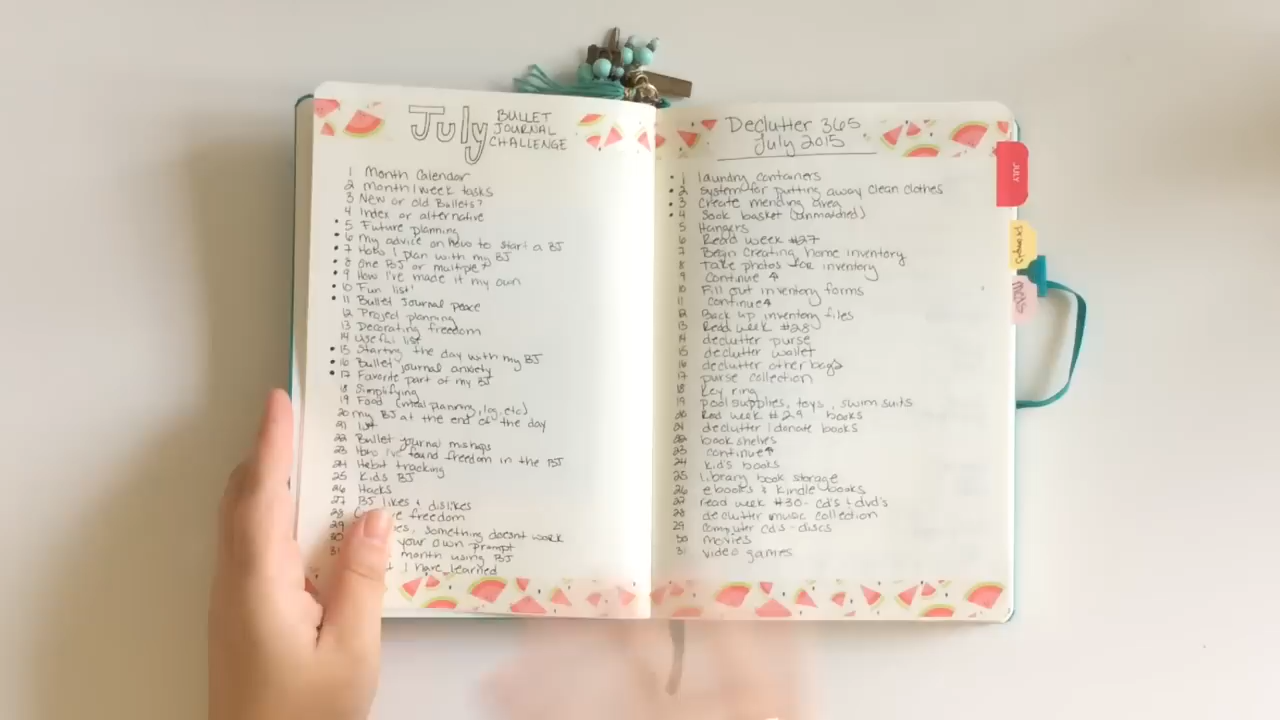 July BULLET
JOURNAL
CHALLENGE
1 Month Calendar
2 month/week tasks
3 New or old Bullets?
4 Index or alternative
• 5 Future planning
• 6 My advice on how to start a BJ
• 7 How I plan with my BJ
• 8 One BJ or multiple?
• 9 How I've made it my own
• 10 Fun list!
• 11 Bullet Journal peace
12 Project planning
13 Decorating freedom
14 Useful list
• 15 Starting the day with my BJ
• 16 Bullet journal anxiety
• 17 Favorite part of my BJ
18 Simplifying
19 Food (meal planning, log, etc)
20 my BJ at the end of the day
21 1st
22 Bullet journal mishaps
23 How I've found freedom in the BJ
24 Habit tracking
25 Kids BJ
26 Hacks
27 BJ likes & dislikes
28 freedom
29 something doesnt work
30 your own prompt
31 month using BJ
I have learned
Declutter 365
July 2015
• 1 laundry containers
• 2 system for putting away clean clothes
• 3 Create mending area
• 4 Sock basket (unmatched)
5 Hangers
6 Read week #27
7 Begin creating home inventory
8 Take photos for inventory
9 Continue ↑
10 Fill out inventory forms
11 continue↑
12 Back up inventory files
13 Read week #28
14 declutter purse
15 declutter wallet
16 declutter other bags
17 purse collection
18 Key ring
19 pool supplies, toys, swim suits
20 Read week #29 books
21 declutter/donate books
22 book shelves
23 continue↑
24 kid's books
25 library book storage
26 ebooks & kindle books
27 read week #30 - cd's & dvd's
28 declutter music collection
29 computer cds - discs
30 movies
31 video games
JULY